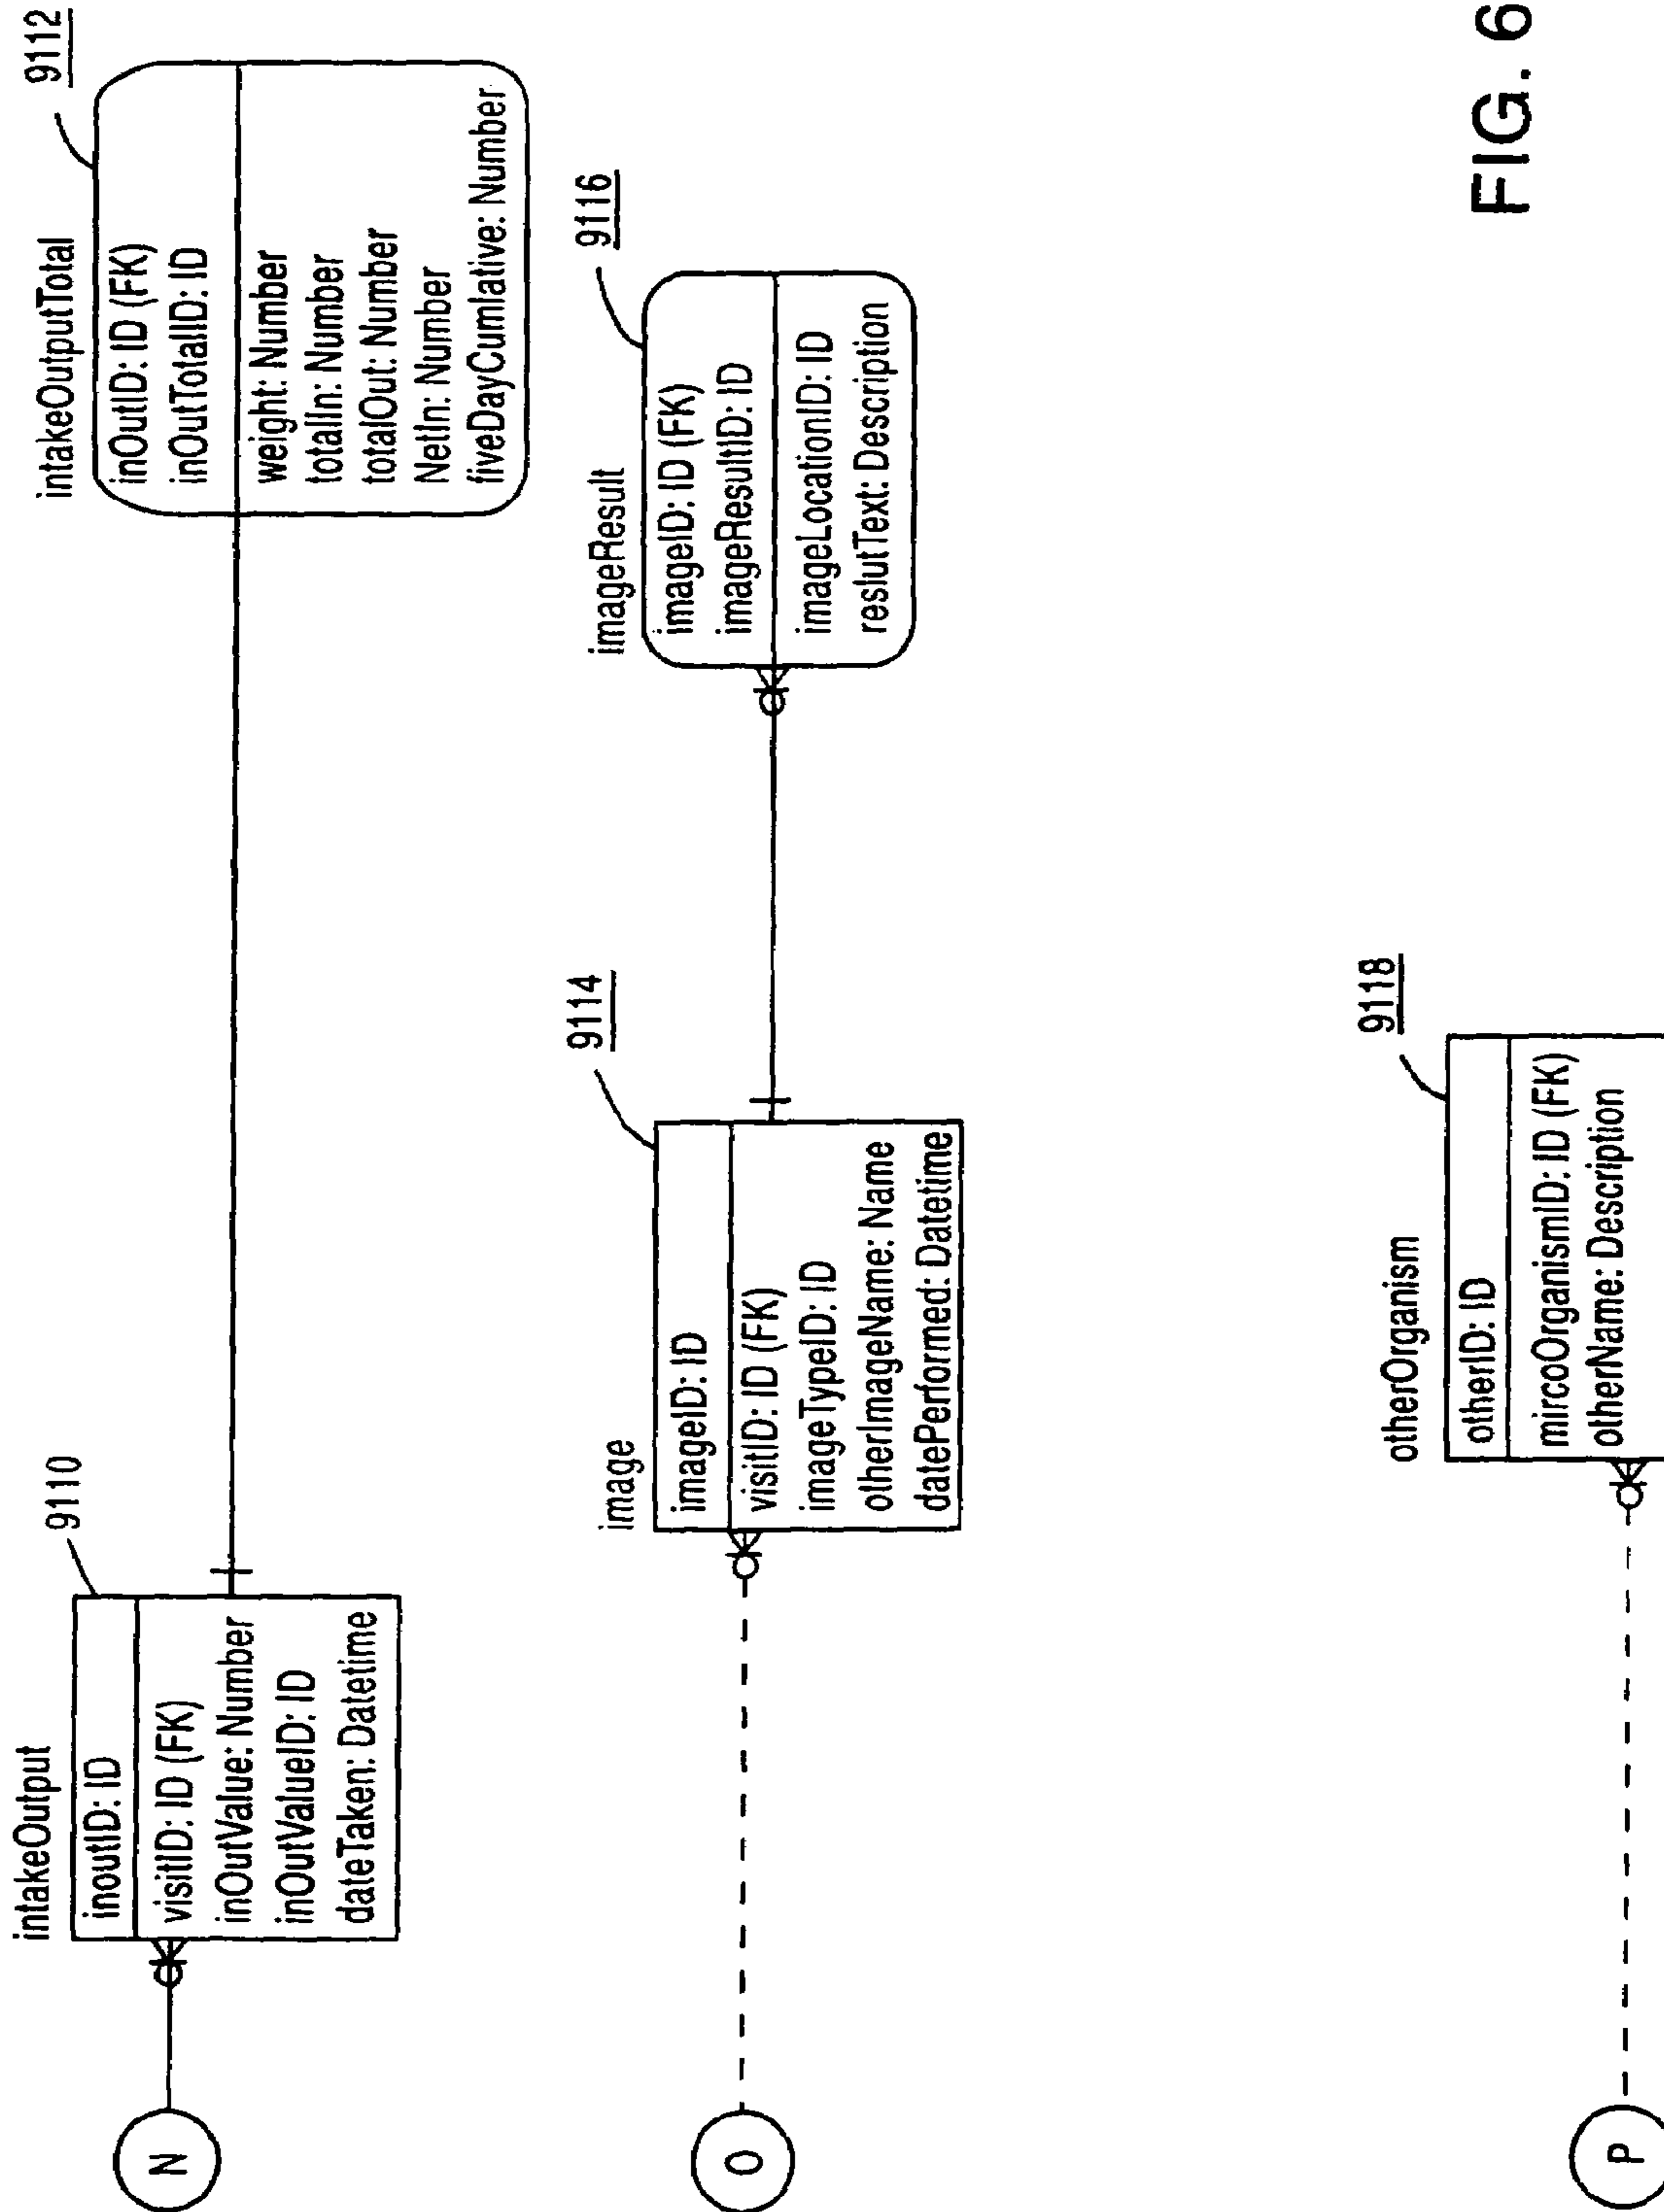 intakeOutput
9110
inoutID: ID
visitID: ID (FK)
inOutValue: Number
inOutValueID: ID
dateTaken: Datetime
N
intakeOutputTotal
9112
inOutID: ID (FK)
inOutTotalID: ID
weight: Number
totalIn: Number
totalOut: Number
NetIn: Number
fiveDayCumlative: Number
image
9114
imageID: ID
visitID: ID (FK)
imageTypeID: ID
otherImageName: Name
datePerformed: Datetime
O
imageResult
9116
imageID: ID (FK)
imageResultID: ID
imageLocationID: ID
reslutText: Description
otherOrganism
9118
otherID: ID
mircoOrganismID: ID (FK)
otherName: Description
P
FIG. 6